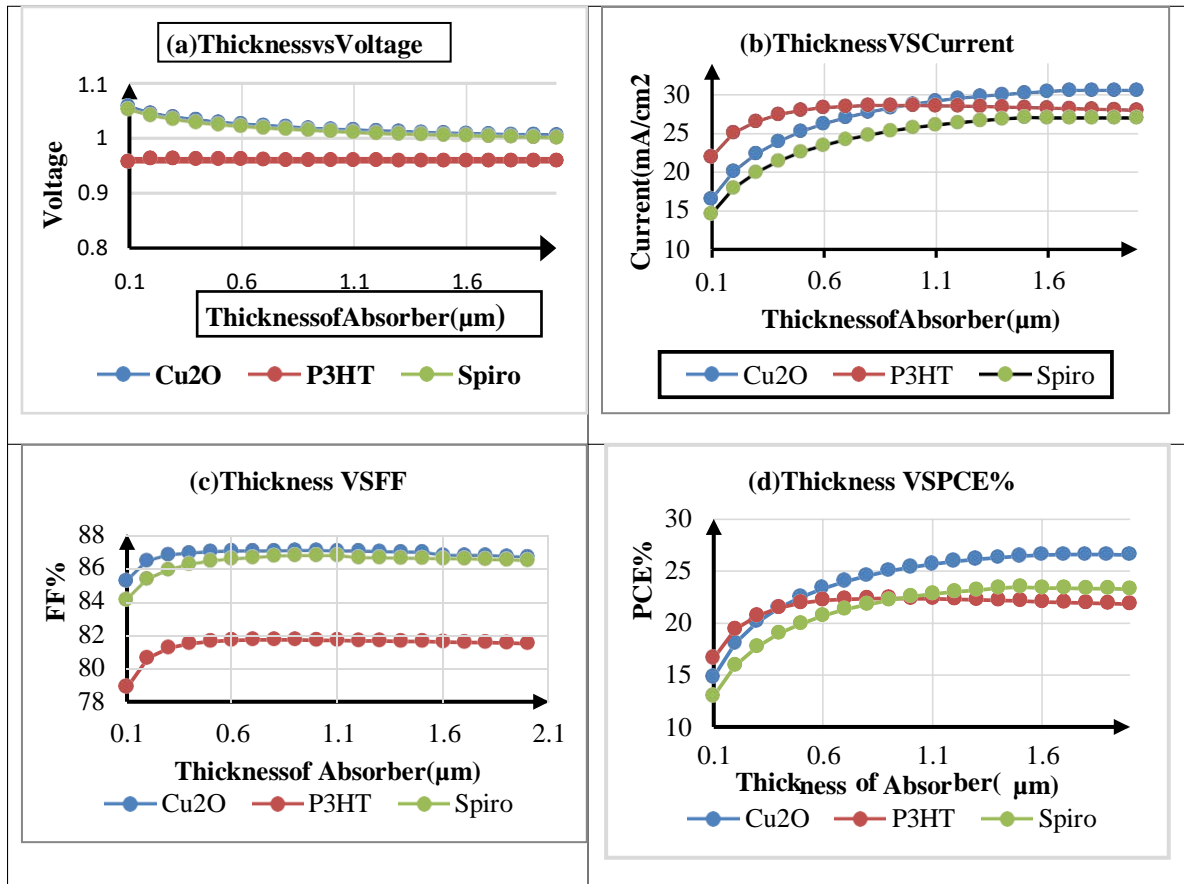 (a)ThicknessvsVoltage
1.1
1
0.9
0.8
Voltage
0.1 0.6 1.1 1.6
ThicknessofAbsorber(µm)
Cu2O P3HT Spiro
(b)ThicknessVSCurrent
30
25
20
15
10
Current(mA/cm2
0.1 0.6 1.1 1.6
ThicknessofAbsorber(µm)
Cu2O P3HT Spiro
(c)Thickness VSFF
88
86
84
82
80
78
FF%
0.1 0.6 1.1 1.6 2.1
Thicknessof Absorber(µm)
Cu2O P3HT Spiro
(d)Thickness VSPCE%
30
25
20
15
10
PCE%
0.1 0.6 1.1 1.6
Thickness of Absorber( µm)
Cu2O P3HT Spiro